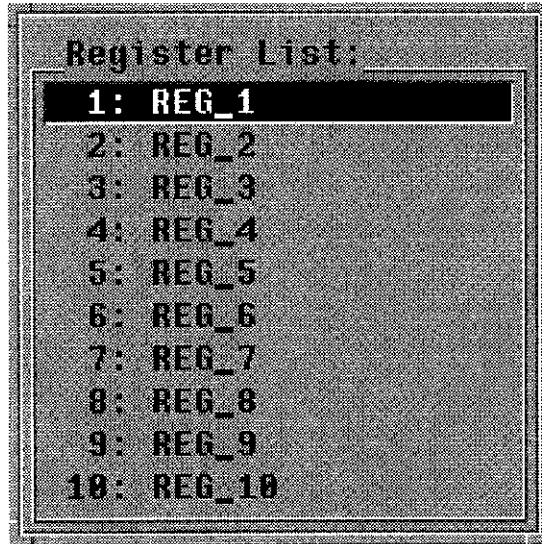 Register List:
1: REG_1
2: REG_2
3: REG_3
4: REG_4
5: REG_5
6: REG_6
7: REG_7
8: REG_8
9: REG_9
10: REG_10